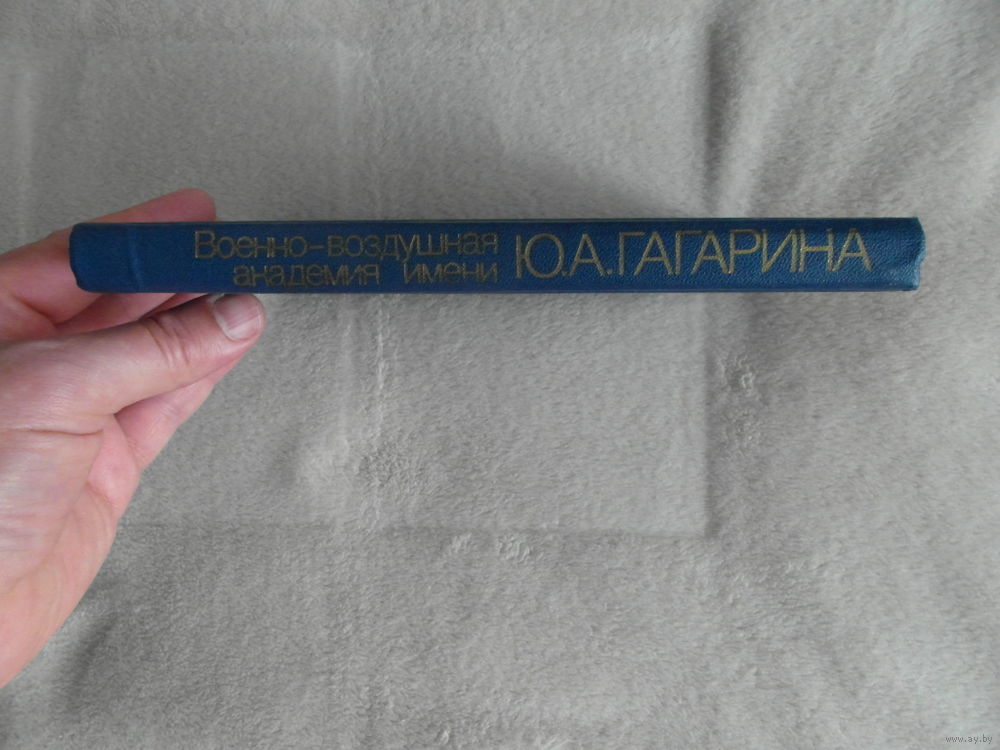 Военно-воздушная
академия имени
Ю.А.ГАГАРИНА
www.ay.by